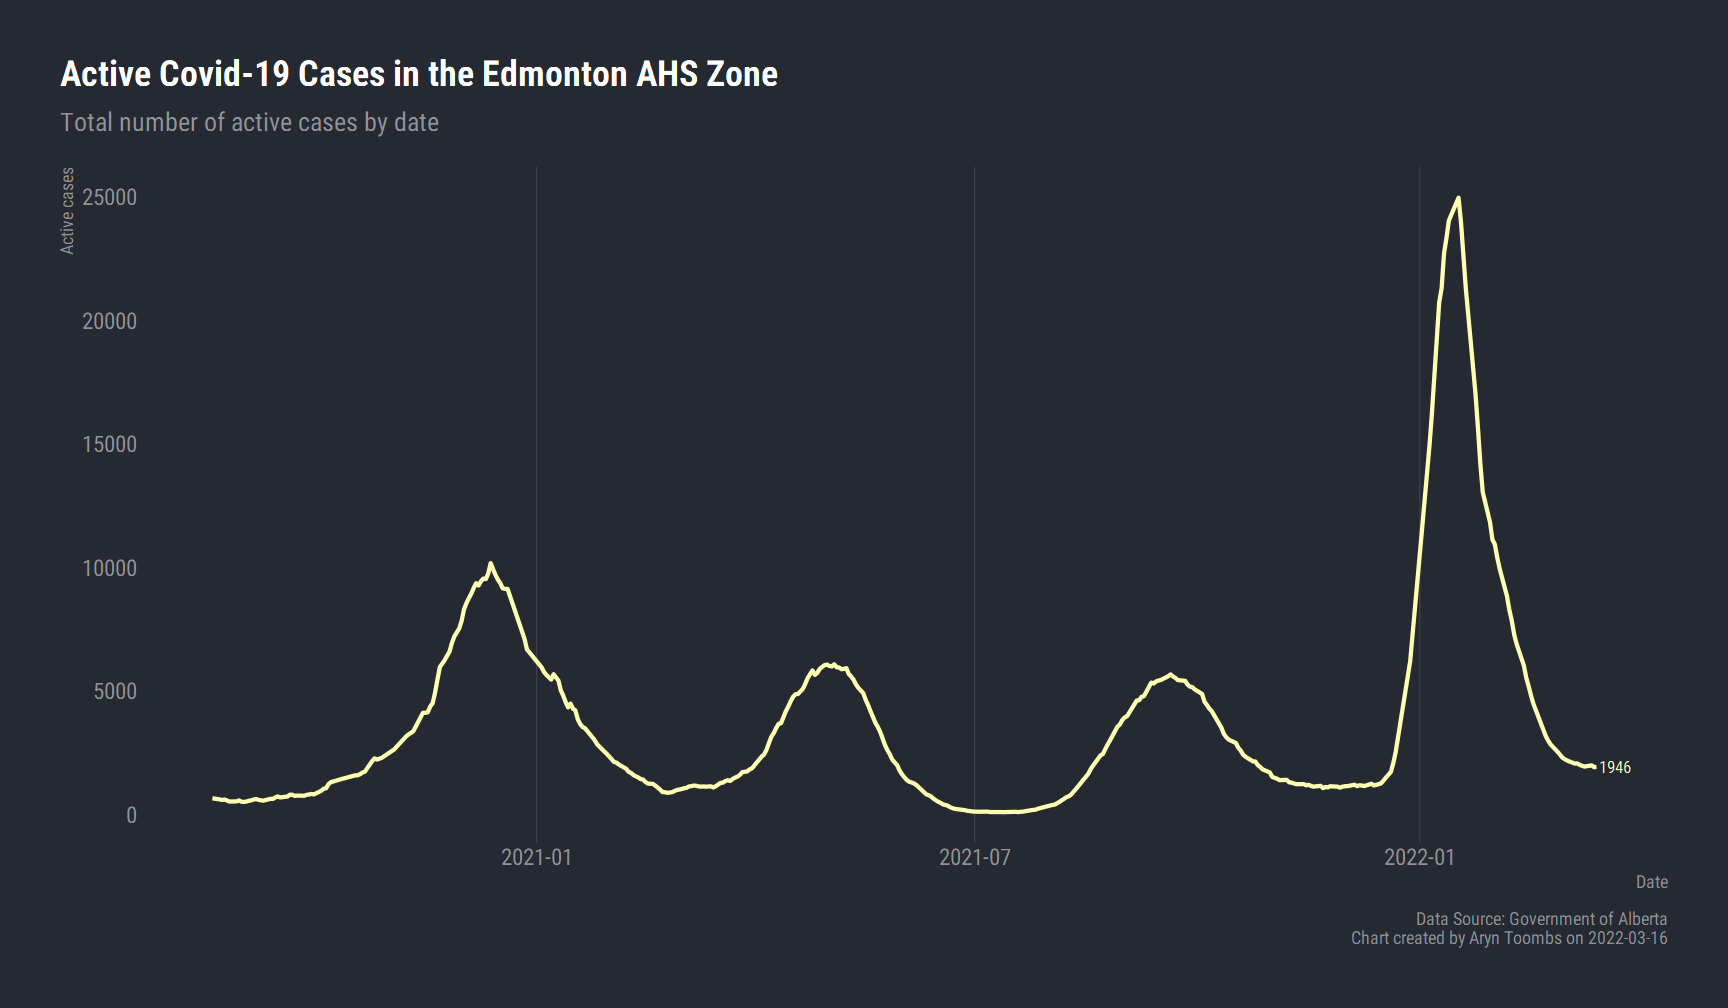 Active Covid-19 Cases in the Edmonton AHS Zone
Total number of active cases by date
Active cases
25000
20000
15000
10000
5000
0
1946
2021-01
2021-07
2022-01
Date
Data Source: Government of Alberta
Chart created by Aryn Toombs on 2022-03-16